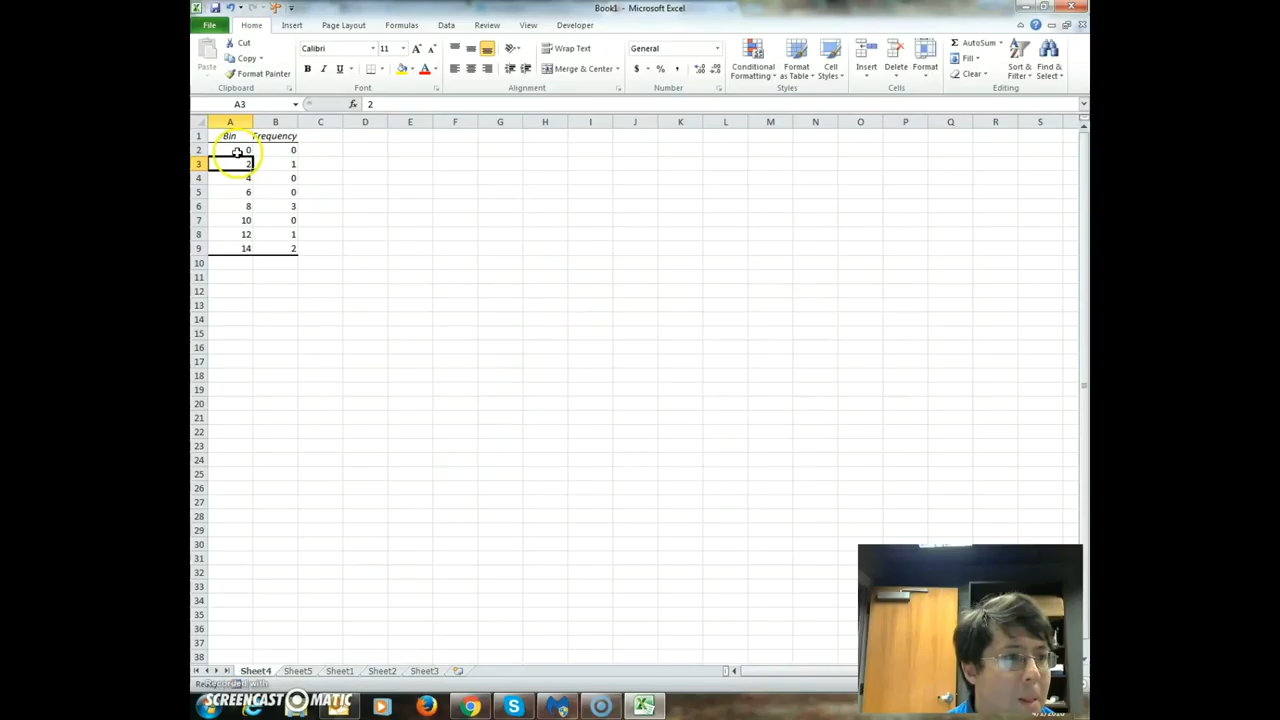 Book1 - Microsoft Excel
File Home Insert Page Layout Formulas Data Review View Developer
Paste
Cut
Copy
Format Painter
Clipboard
Calibri 11
B I U
Font
Wrap Text
Merge & Center
Alignment
General
$ % ,
Number
Conditional Formatting
Format as Table
Cell Styles
Styles
Insert Delete Format
Cells
Σ AutoSum
Fill
Clear
Sort & Filter
Find & Select
Editing
A3 fx 2
A B C D E F G H I J K L M N O P Q R S
1 Bin Frequency
2 0 0
3 2 1
4 4 0
5 6 0
6 8 3
7 10 0
8 12 1
9 14 2
10
11
12
13
14
15
16
17
18
19
20
21
22
23
24
25
26
27
28
29
30
31
32
33
34
35
36
37
38
Sheet4 Sheet5 Sheet1 Sheet2 Sheet3
Recorded with
SCREENCAST MATIC